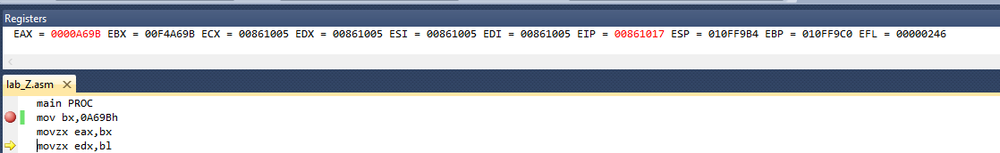 Registers
EAX = 0000A69B EBX = 00F4A69B ECX = 00861005 EDX = 00861005 ESI = 00861005 EDI = 00861005 EIP = 00861017 ESP = 010FF9B4 EBP = 010FF9C0 EFL = 00000246
lab_Z.asm
main PROC
mov bx,0A69Bh
movzx eax,bx
movzx edx,bl